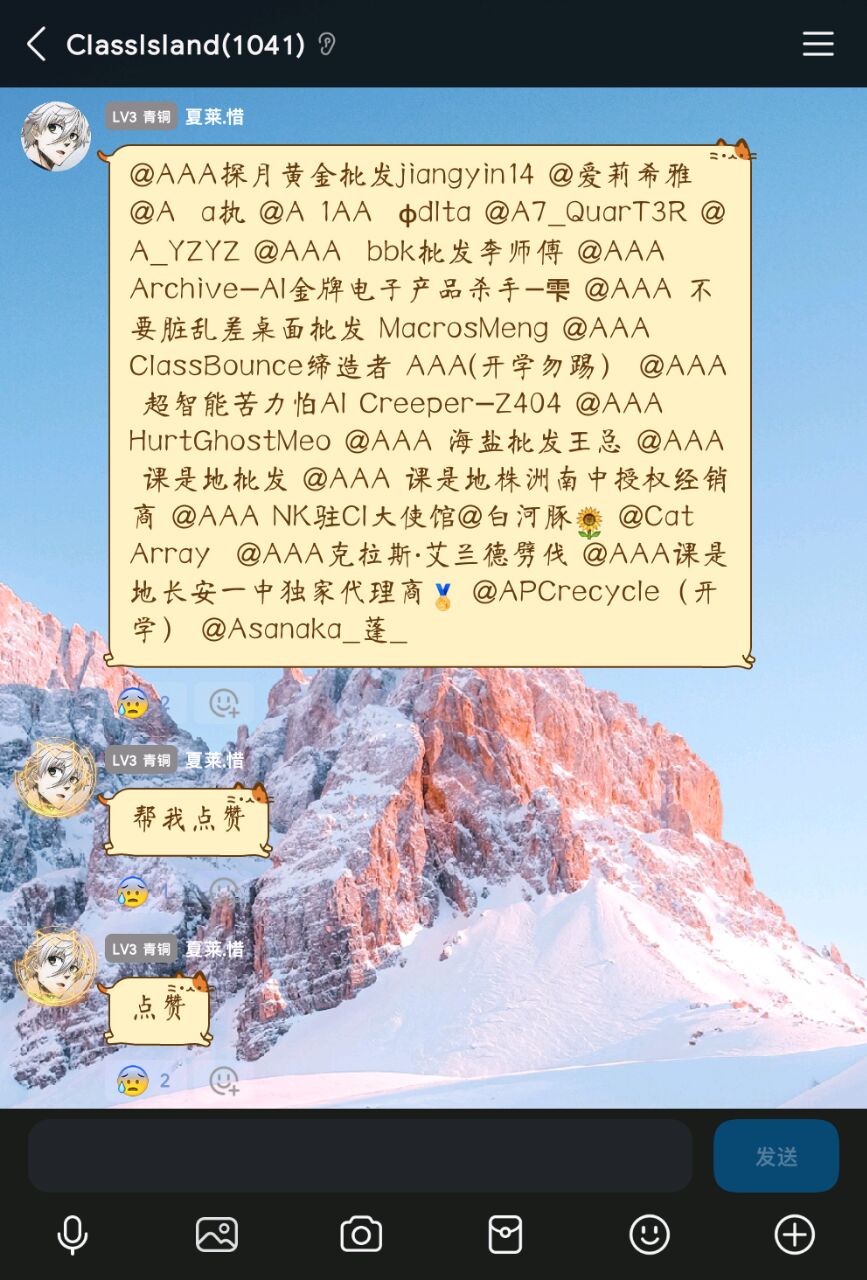 ClassIsland(1041)
LV3 青铜 夏莱.惜
@AAA探月黄金批发jiangyin14 @爱莉希雅
@A a执 @A 1AA ф dlta @A7_QuarT3R @
A_YZYZ @AAA bbk批发李师傅 @AAA
Archive—AI金牌电子产品杀手—雫 @AAA 不
要脏乱差桌面批发 MacrosMeng @AAA
ClassBounce缔造者 AAA(开学勿踢） @AAA
超智能苦力怕AI Creeper—Z404 @AAA
HurtGhostMeo @AAA 海盐批发王总 @AAA
课是地批发 @AAA 课是地株洲南中授权经销
商 @AAA NK驻CI大使馆@白河豚🌻 @Cat
Array @AAA克拉斯·艾兰德劈伐 @AAA课是
地长安一中独家代理商🏅 @APCrecycle（开
学） @Asanaka_蓬_
2
LV3 青铜 夏莱.惜
帮我点赞
1
LV3 青铜 夏莱.惜
点赞
2
发送